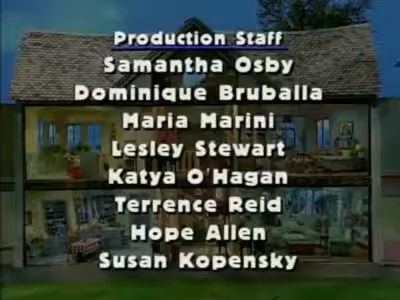 Production Staff
Samantha Osby
Dominique Bruballa
Maria Marini
Lesley Stewart
Katya O'Hagan
Terrence Reid
Hope Allen
Susan Kopensky